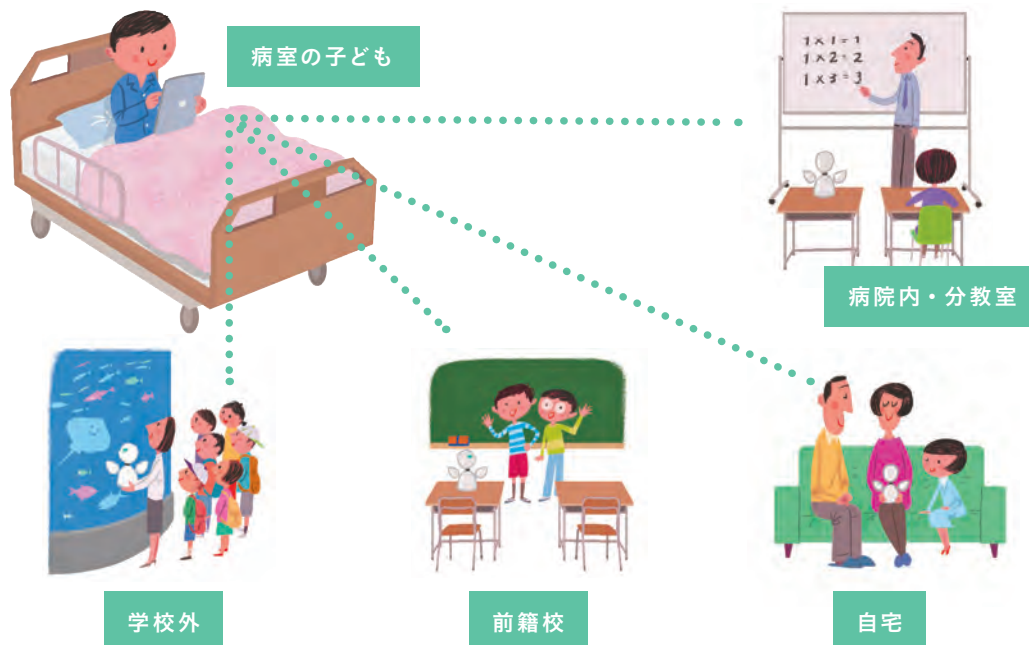 病室の子ども
1×1=1
1×2=2
1×3=3
病院内・分教室
学校外
前籍校
自宅